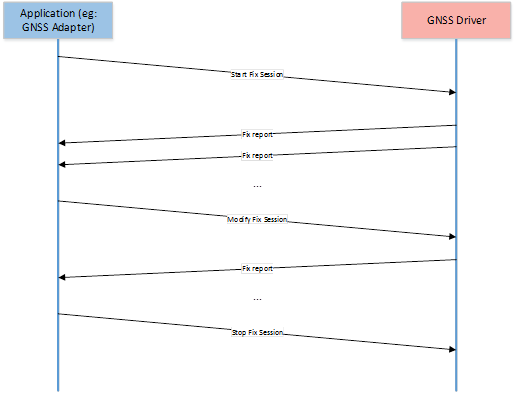 Application (eg:
GNSS Adapter)
GNSS Driver
Start Fix Session
Fix report
Fix report
...
Modify Fix Session
Fix report
...
Stop Fix Session